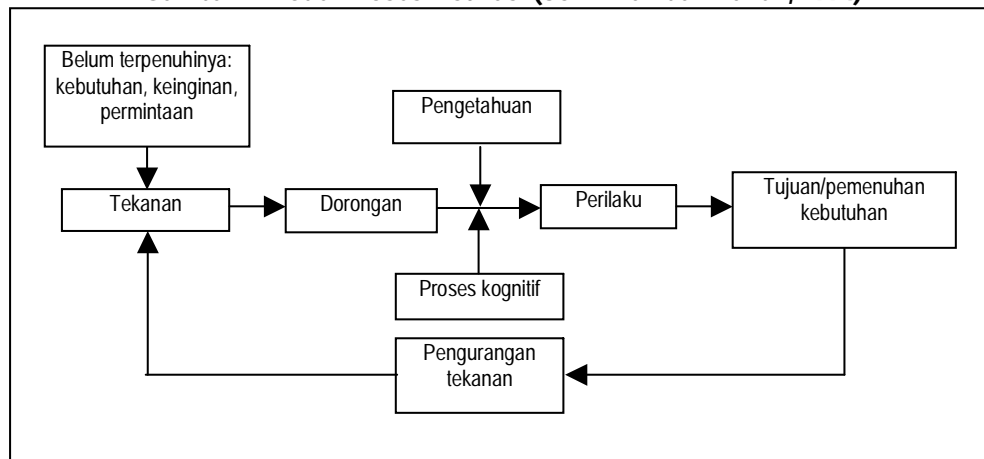 Belum terpenuhinya:
kebutuhan, keinginan,
permintaan
Pengetahuan
Tekanan
Dorongan
Perilaku
Tujuan/pemenuhan
kebutuhan
Proses kognitif
Pengurangan
tekanan